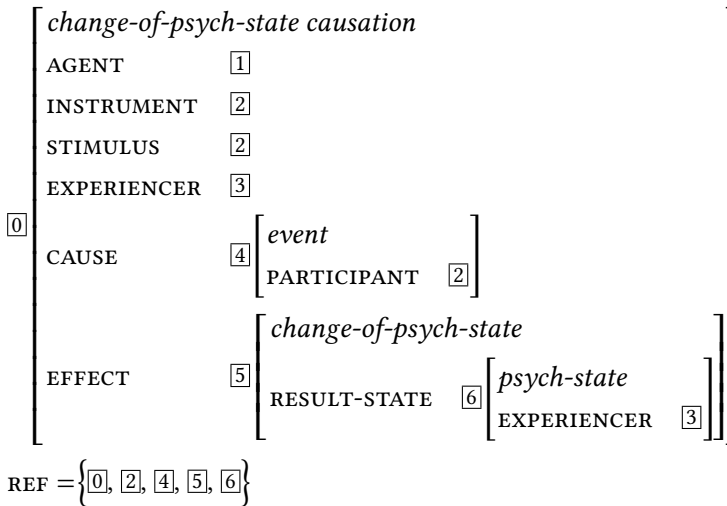 change-of-psych-state causation
AGENT 1
INSTRUMENT 2
STIMULUS 2
EXPERIENCER 3
0
event
CAUSE 4
PARTICIPANT 2
change-of-psych-state
EFFECT 5
psych-state
RESULT-STATE 6
EXPERIENCER 3
REF ={0, 2, 4, 5, 6}